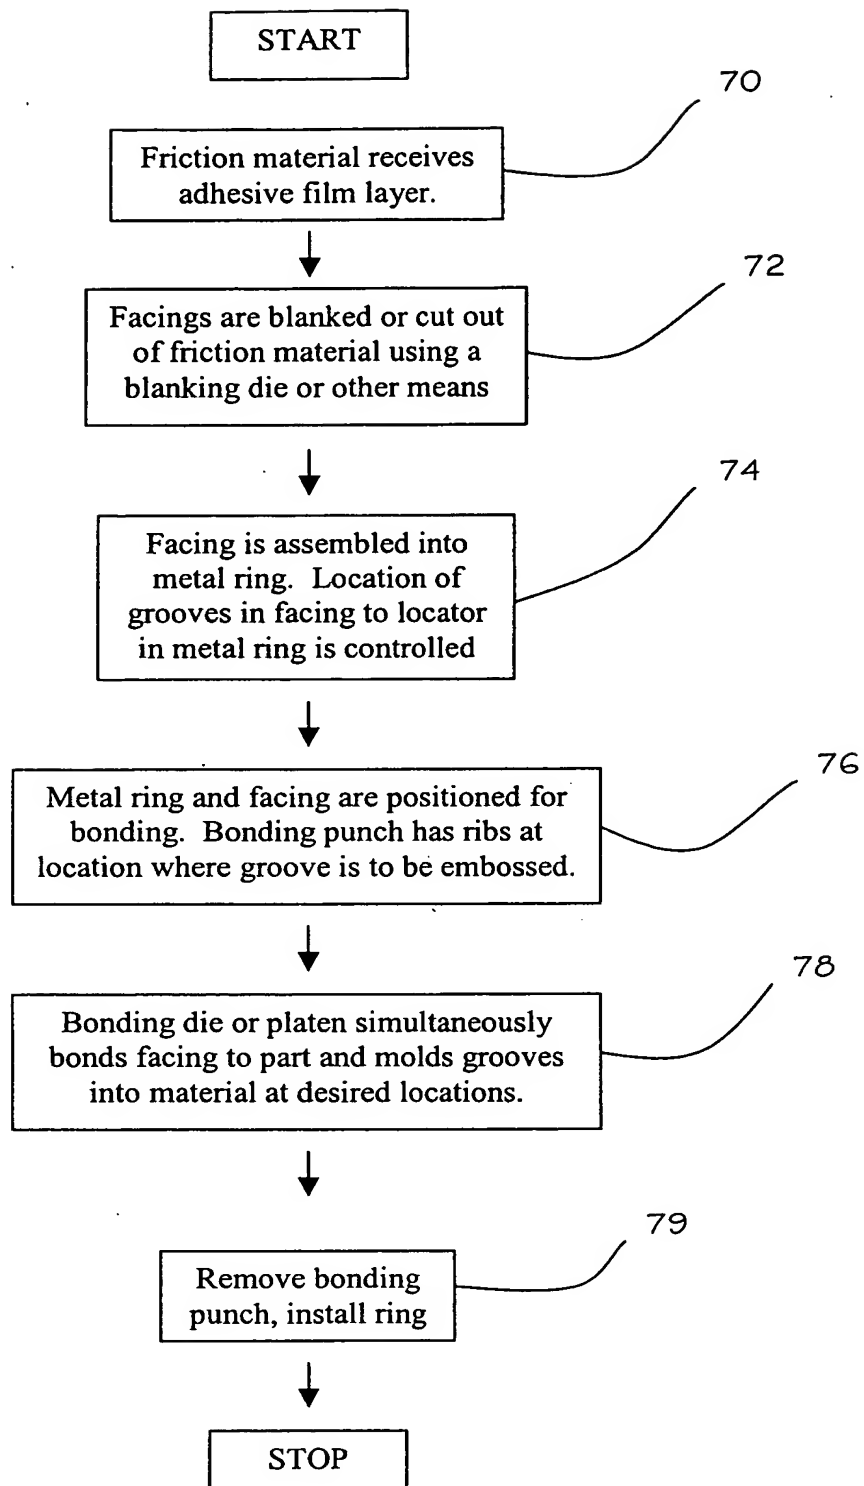 START
70
Friction material receives
adhesive film layer.
72
Facings are blanked or cut out
of friction material using a
blanking die or other means
74
Facing is assembled into
metal ring. Location of
grooves in facing to locator
in metal ring is controlled
76
Metal ring and facing are positioned for
bonding. Bonding punch has ribs at
location where groove is to be embossed.
78
Bonding die or platen simultaneously
bonds facing to part and molds grooves
into material at desired locations.
79
Remove bonding
punch, install ring
STOP